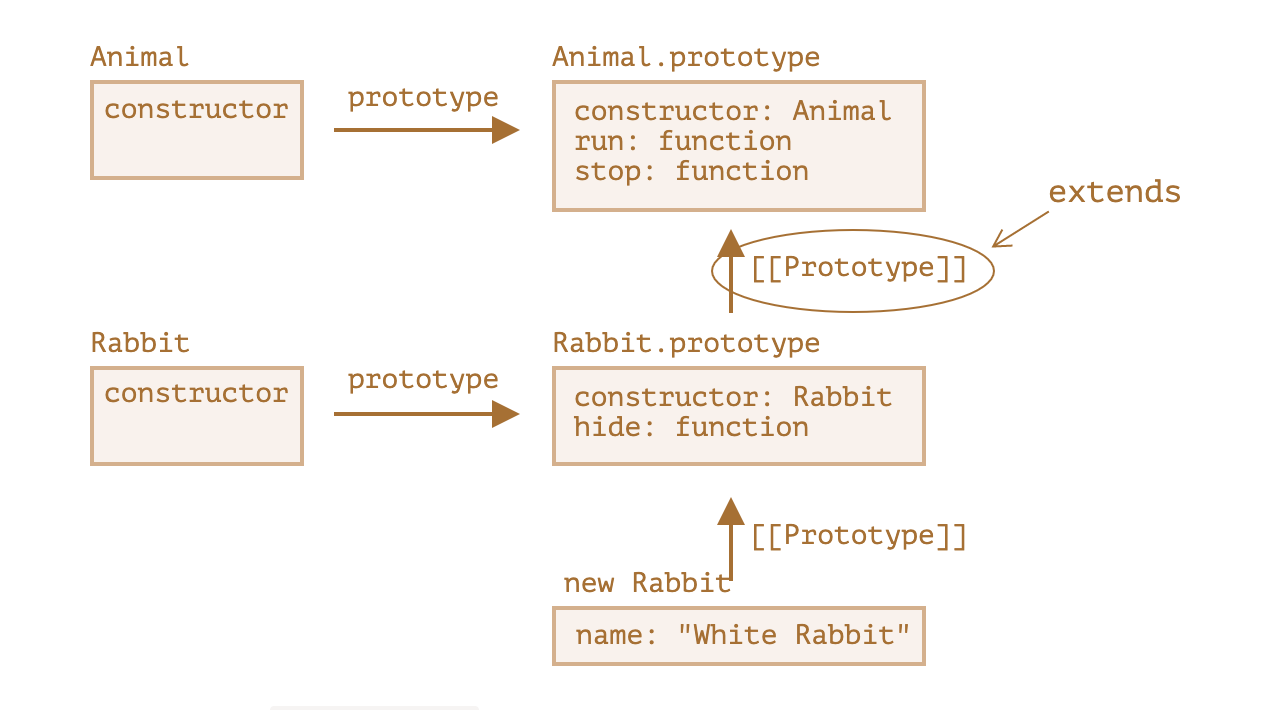 Animal
constructor
prototype
Animal.prototype
constructor: Animal
run: function
stop: function
extends
[[Prototype]]
Rabbit
constructor
prototype
Rabbit.prototype
constructor: Rabbit
hide: function
[[Prototype]]
new Rabbit
name: "White Rabbit"